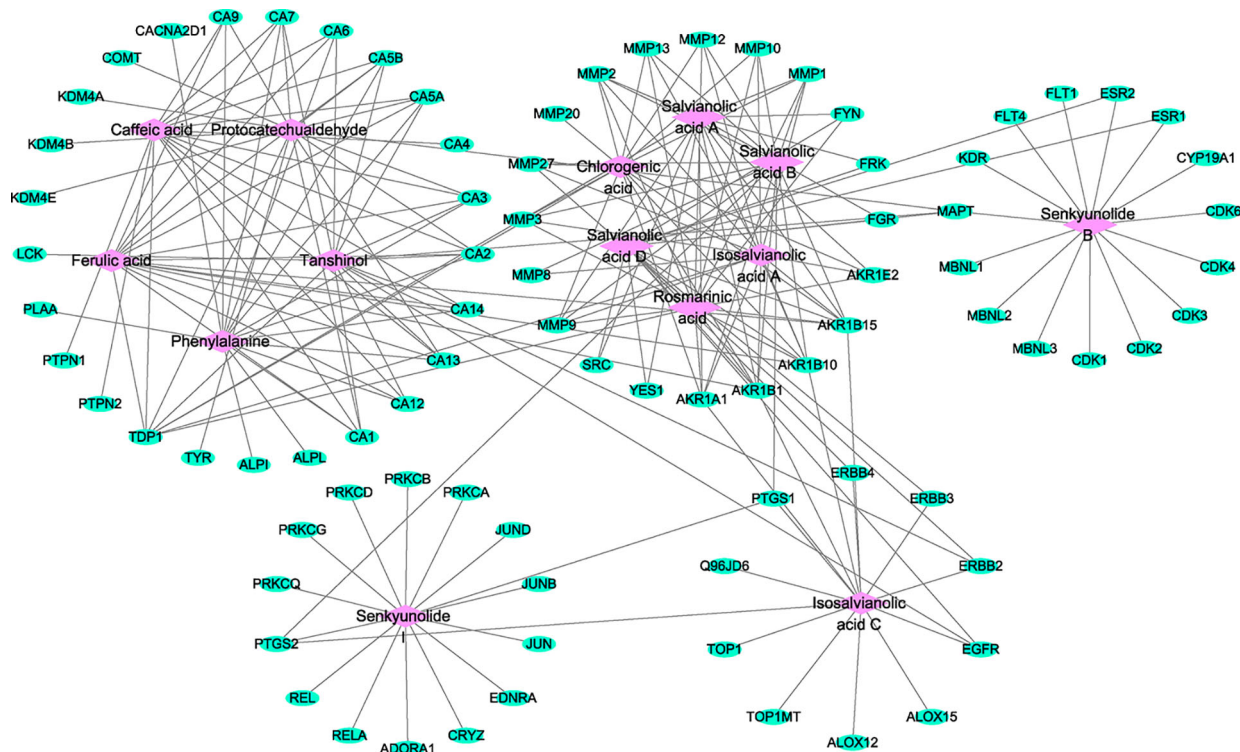 CA9
CA7
CACNA2D1
CA6
COMT
CA5B
KDM4A
CA5A
Caffeic acid
Protocatechualdehyde
KDM4B
CA4
KDM4E
CA3
LCK
Ferulic acid
Tanshinol
CA2
PLAA
CA14
Phenylalanine
PTPN1
CA13
PTPN2
CA12
TDP1
CA1
TYR
ALPI
ALPL
MMP13
MMP12
MMP10
MMP2
MMP1
MMP20
Salvianolic
acid A
FYN
MMP27
Chlorogenic
acid
Salvianolic
acid B
FRK
MMP3
FGR
Salvianolic
acid D
Isosalvianolic
acid A
MMP8
AKR1E2
Rosmarinic
acid
MMP9
AKR1B15
SRC
AKR1B10
YES1
AKR1A1
AKR1B1
FLT1
ESR2
FLT4
ESR1
KDR
CYP19A1
MAPT
Senkyunolide
B
CDK6
MBNL1
CDK4
MBNL2
CDK3
MBNL3
CDK2
CDK1
PRKCB
PRKCD
PRKCA
PRKCG
JUND
PRKCQ
JUNB
Senkyunolide
I
PTGS2
JUN
REL
EDNRA
RELA
CRYZ
ADORA1
ERBB4
PTGS1
ERBB3
Q96JD6
ERBB2
Isosalvianolic
acid C
TOP1
EGFR
TOP1MT
ALOX15
ALOX12